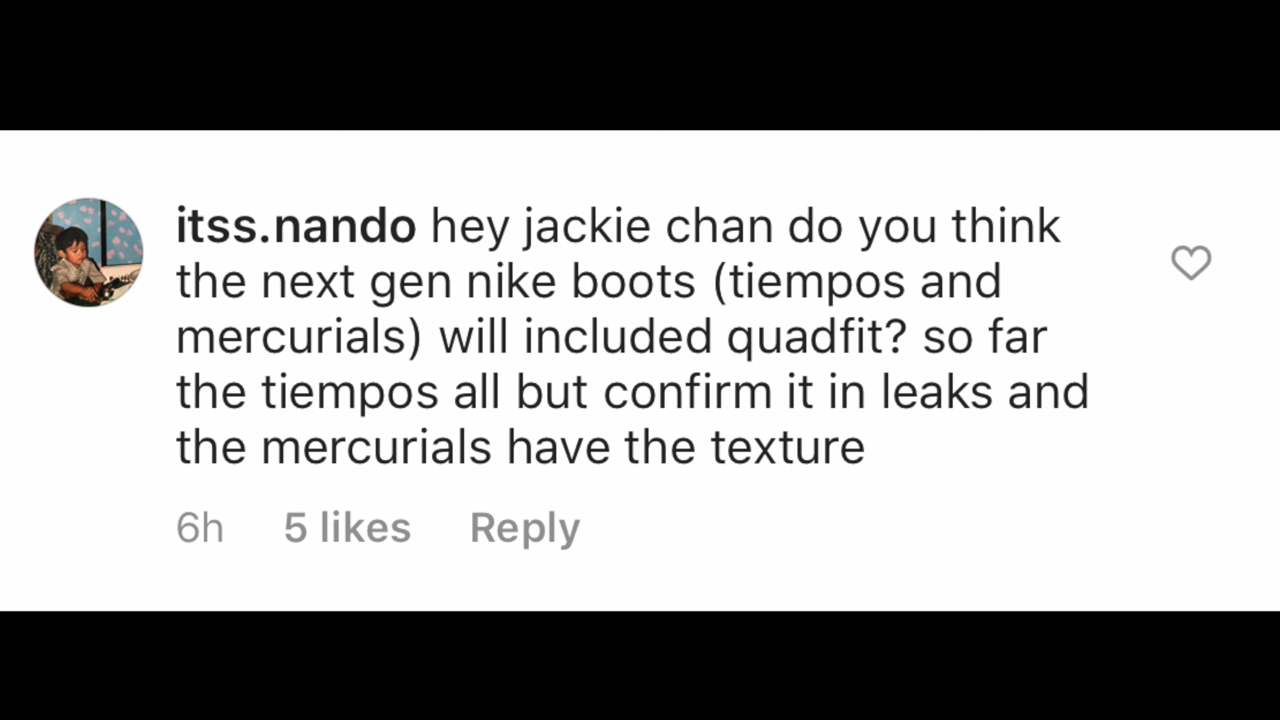 itss.nando hey jackie chan do you think
the next gen nike boots (tiempos and
mercurials) will included quadfit? so far
the tiempos all but confirm it in leaks and
the mercurials have the texture
6h 5 likes Reply